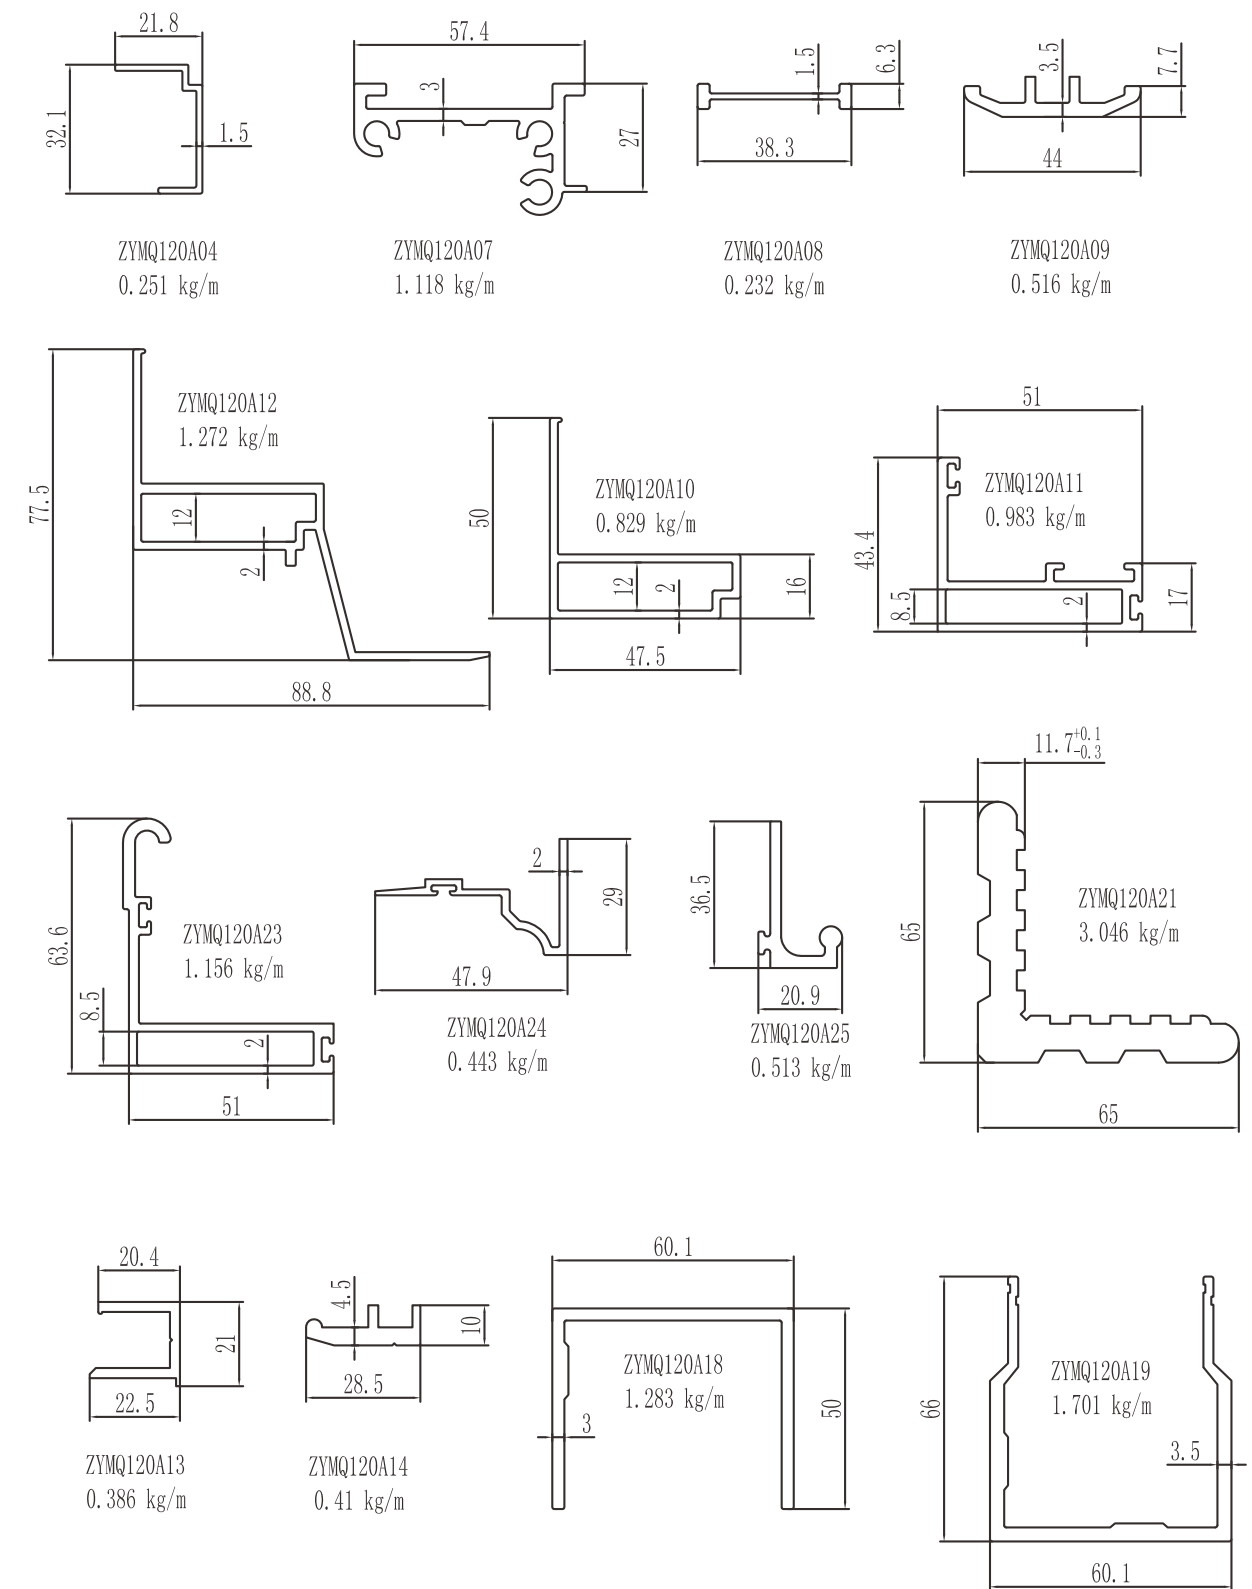 21.8
32.1
1.5
ZYMQ120A04
0.251 kg/m
57.4
3
27
ZYMQ120A07
1.118 kg/m
1.5
6.3
38.3
ZYMQ120A08
0.232 kg/m
3.5
7.7
44
ZYMQ120A09
0.516 kg/m
77.5
ZYMQ120A12
1.272 kg/m
12
2
88.8
50
ZYMQ120A10
0.829 kg/m
12
2
16
47.5
51
43.4
ZYMQ120A11
0.983 kg/m
8.5
2
17
63.6
ZYMQ120A23
1.156 kg/m
8.5
2
51
2
29
47.9
ZYMQ120A24
0.443 kg/m
36.5
20.9
ZYMQ120A25
0.513 kg/m
11.7+0.1
-0.3
65
ZYMQ120A21
3.046 kg/m
65
20.4
21
22.5
ZYMQ120A13
0.386 kg/m
4.5
10
28.5
ZYMQ120A14
0.41 kg/m
60.1
ZYMQ120A18
1.283 kg/m
3
50
66
ZYMQ120A19
1.701 kg/m
3.5
60.1